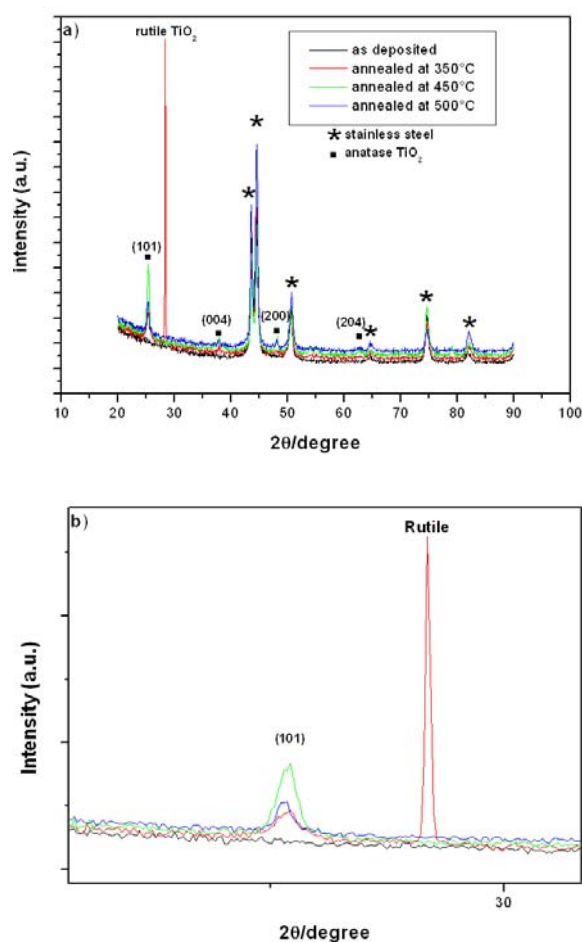 a)
rutile TiO₂
as deposited
annealed at 350°C
annealed at 450°C
annealed at 500°C
* stainless steel
▪ anatase TiO₂
(101)
(004)
(200)
(204)
intensity (a.u.)
10 20 30 40 50 60 70 80 90 100
2θ/degree
b)
Rutile
(101)
Intensity (a.u.)
30
2θ/degree